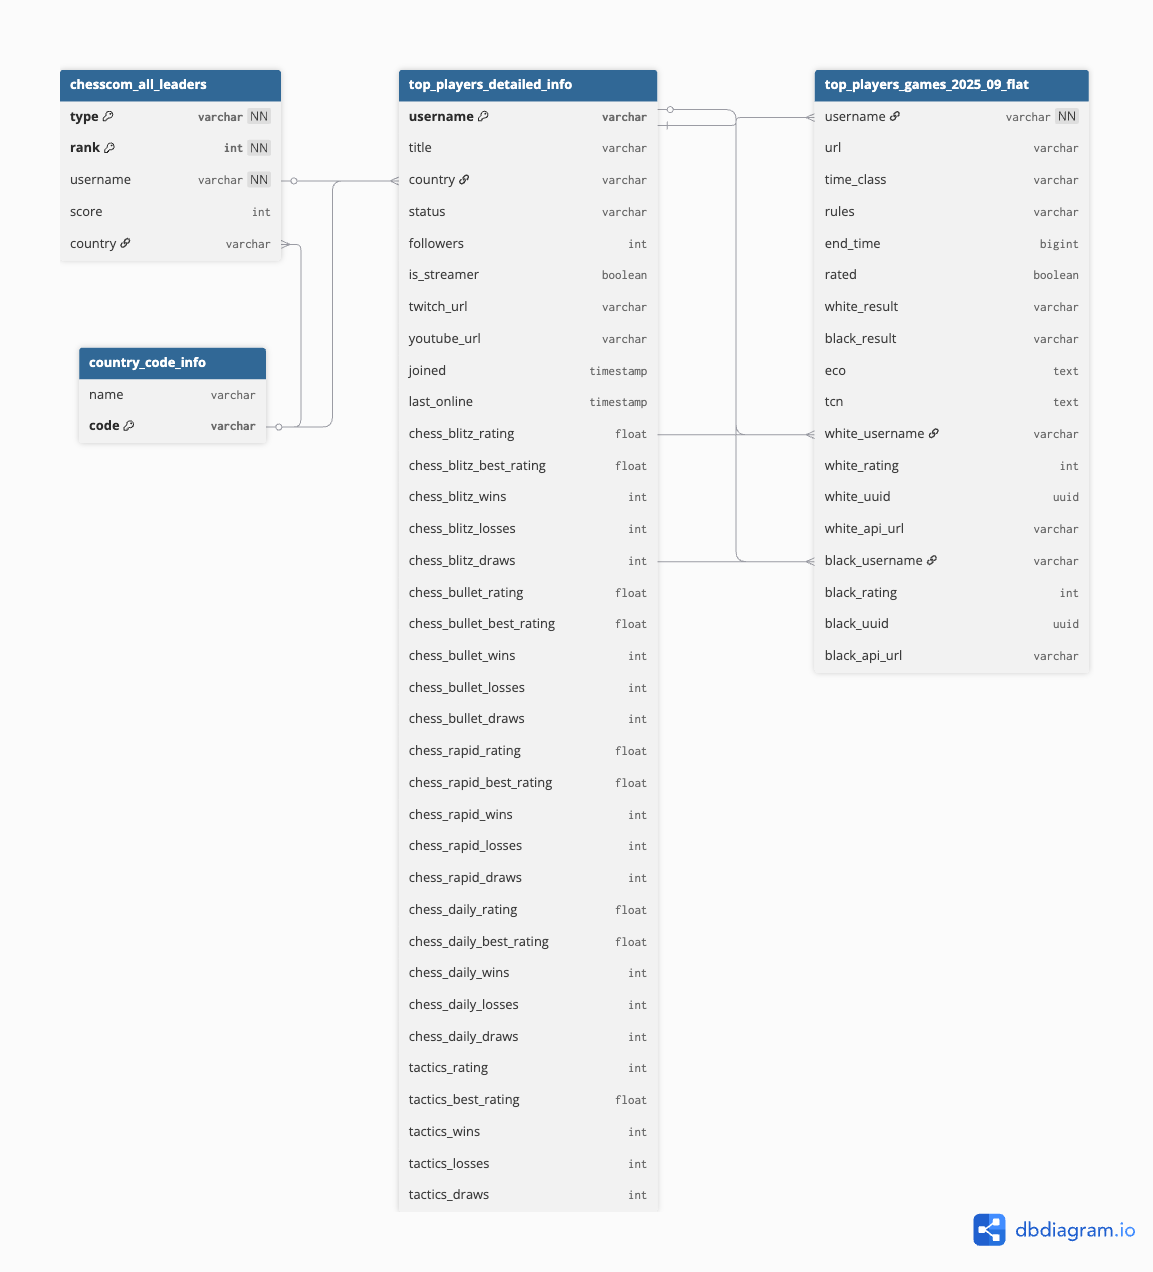 chesscom_all_leaders
type varchar NN
rank int NN
username varchar NN
score int
country varchar
country_code_info
name varchar
code varchar
top_players_detailed_info
username varchar
title varchar
country varchar
status varchar
followers int
is_streamer boolean
twitch_url varchar
youtube_url varchar
joined timestamp
last_online timestamp
chess_blitz_rating float
chess_blitz_best_rating float
chess_blitz_wins int
chess_blitz_losses int
chess_blitz_draws int
chess_bullet_rating float
chess_bullet_best_rating float
chess_bullet_wins int
chess_bullet_losses int
chess_bullet_draws int
chess_rapid_rating float
chess_rapid_best_rating float
chess_rapid_wins int
chess_rapid_losses int
chess_rapid_draws int
chess_daily_rating float
chess_daily_best_rating float
chess_daily_wins int
chess_daily_losses int
chess_daily_draws int
tactics_rating int
tactics_best_rating float
tactics_wins int
tactics_losses int
tactics_draws int
top_players_games_2025_09_flat
username varchar NN
url varchar
time_class varchar
rules varchar
end_time bigint
rated boolean
white_result varchar
black_result varchar
eco text
tcn text
white_username varchar
white_rating int
white_uuid uuid
white_api_url varchar
black_username varchar
black_rating int
black_uuid uuid
black_api_url varchar
dbdiagram.io